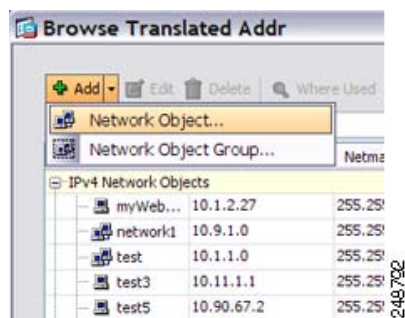 Browse Translated Addr
Add Edit Delete Where Used
Network Object...
Network Object Group...
Netma
IPv4 Network Objects
myWeb... 10.1.2.27 255.25
network1 10.9.1.0 255.25
test 10.1.1.0 255.25
test3 10.11.1.1 255.25
test5 10.90.67.2 255.25
248792